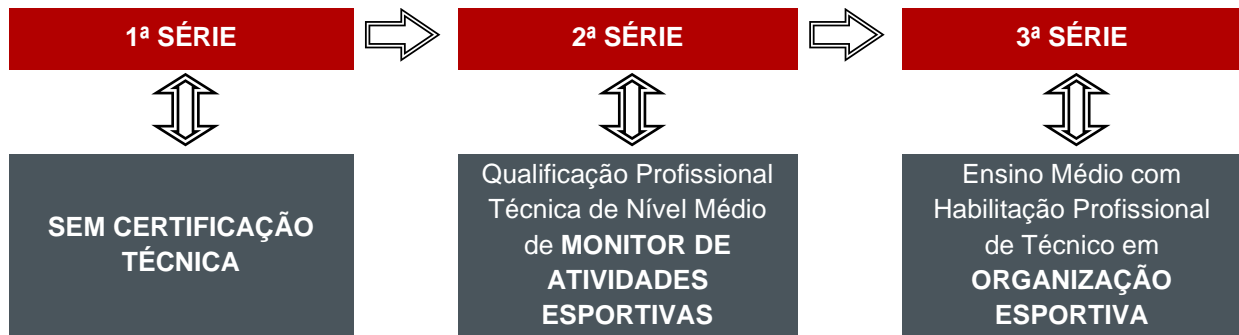 1ª SÉRIE
2ª SÉRIE
3ª SÉRIE
SEM CERTIFICAÇÃO
TÉCNICA
Qualificação Profissional
Técnica de Nível Médio
de MONITOR DE
ATIVIDADES
ESPORTIVAS
Ensino Médio com
Habilitação Profissional
de Técnico em
ORGANIZAÇÃO
ESPORTIVA